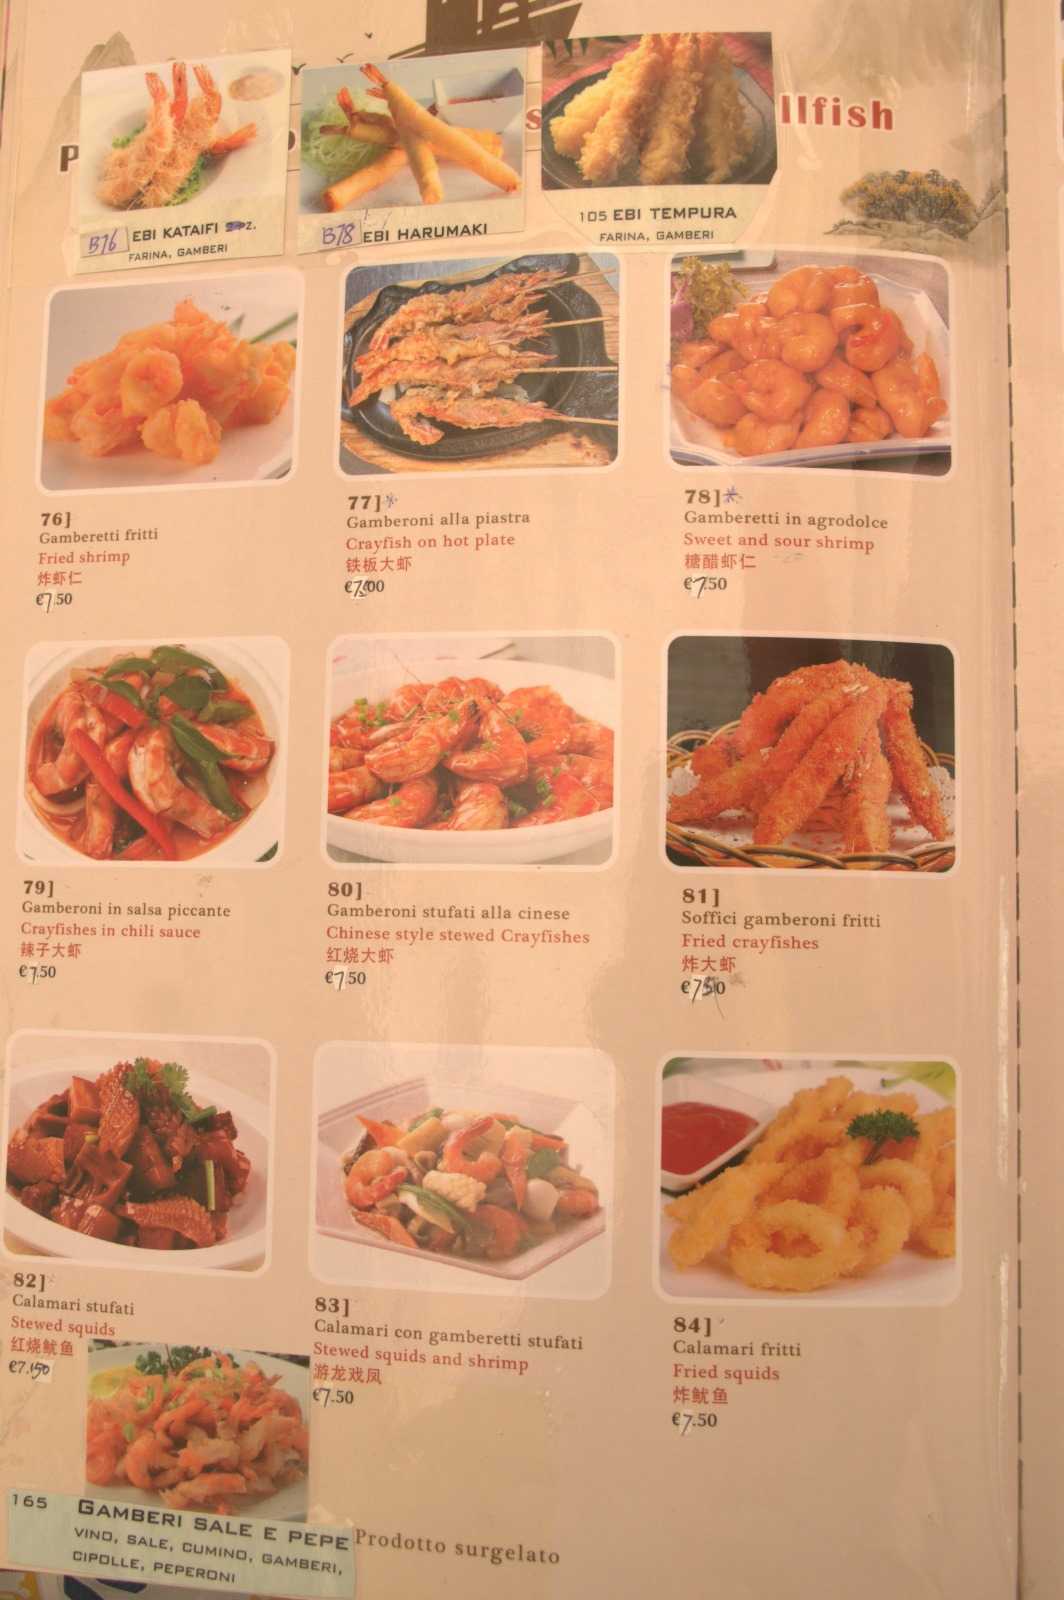 llfish
B76 EBI KATAIFI
FARINA, GAMBERI
B78 EBI HARUMAKI
105 EBI TEMPURA
FARINA, GAMBERI
76]
Gamberetti fritti
Fried shrimp
炸虾仁
€7.50
77]*
Gamberoni alla piastra
Crayfish on hot plate
铁板大虾
78]*
Gamberetti in agrodolce
Sweet and sour shrimp
糖醋虾仁
€7.50
79]
Gamberoni in salsa piccante
Crayfishes in chili sauce
辣子大虾
€7.50
80]
Gamberoni stufati alla cinese
Chinese style stewed Crayfishes
红烧大虾
€7.50
81]
Soffici gamberoni fritti
Fried crayfishes
炸大虾
€7.50
82]
Calamari stufati
Stewed squids
红烧鱿鱼
83]
Calamari con gamberetti stufati
Stewed squids and shrimp
游龙戏凤
€7.50
84]
Calamari fritti
Fried squids
炸鱿鱼
€7.50
165 GAMBERI SALE E PEPE
VINO, SALE, CUMINO, GAMBERI,
CIPOLLE, PEPERONI
Prodotto surgelato